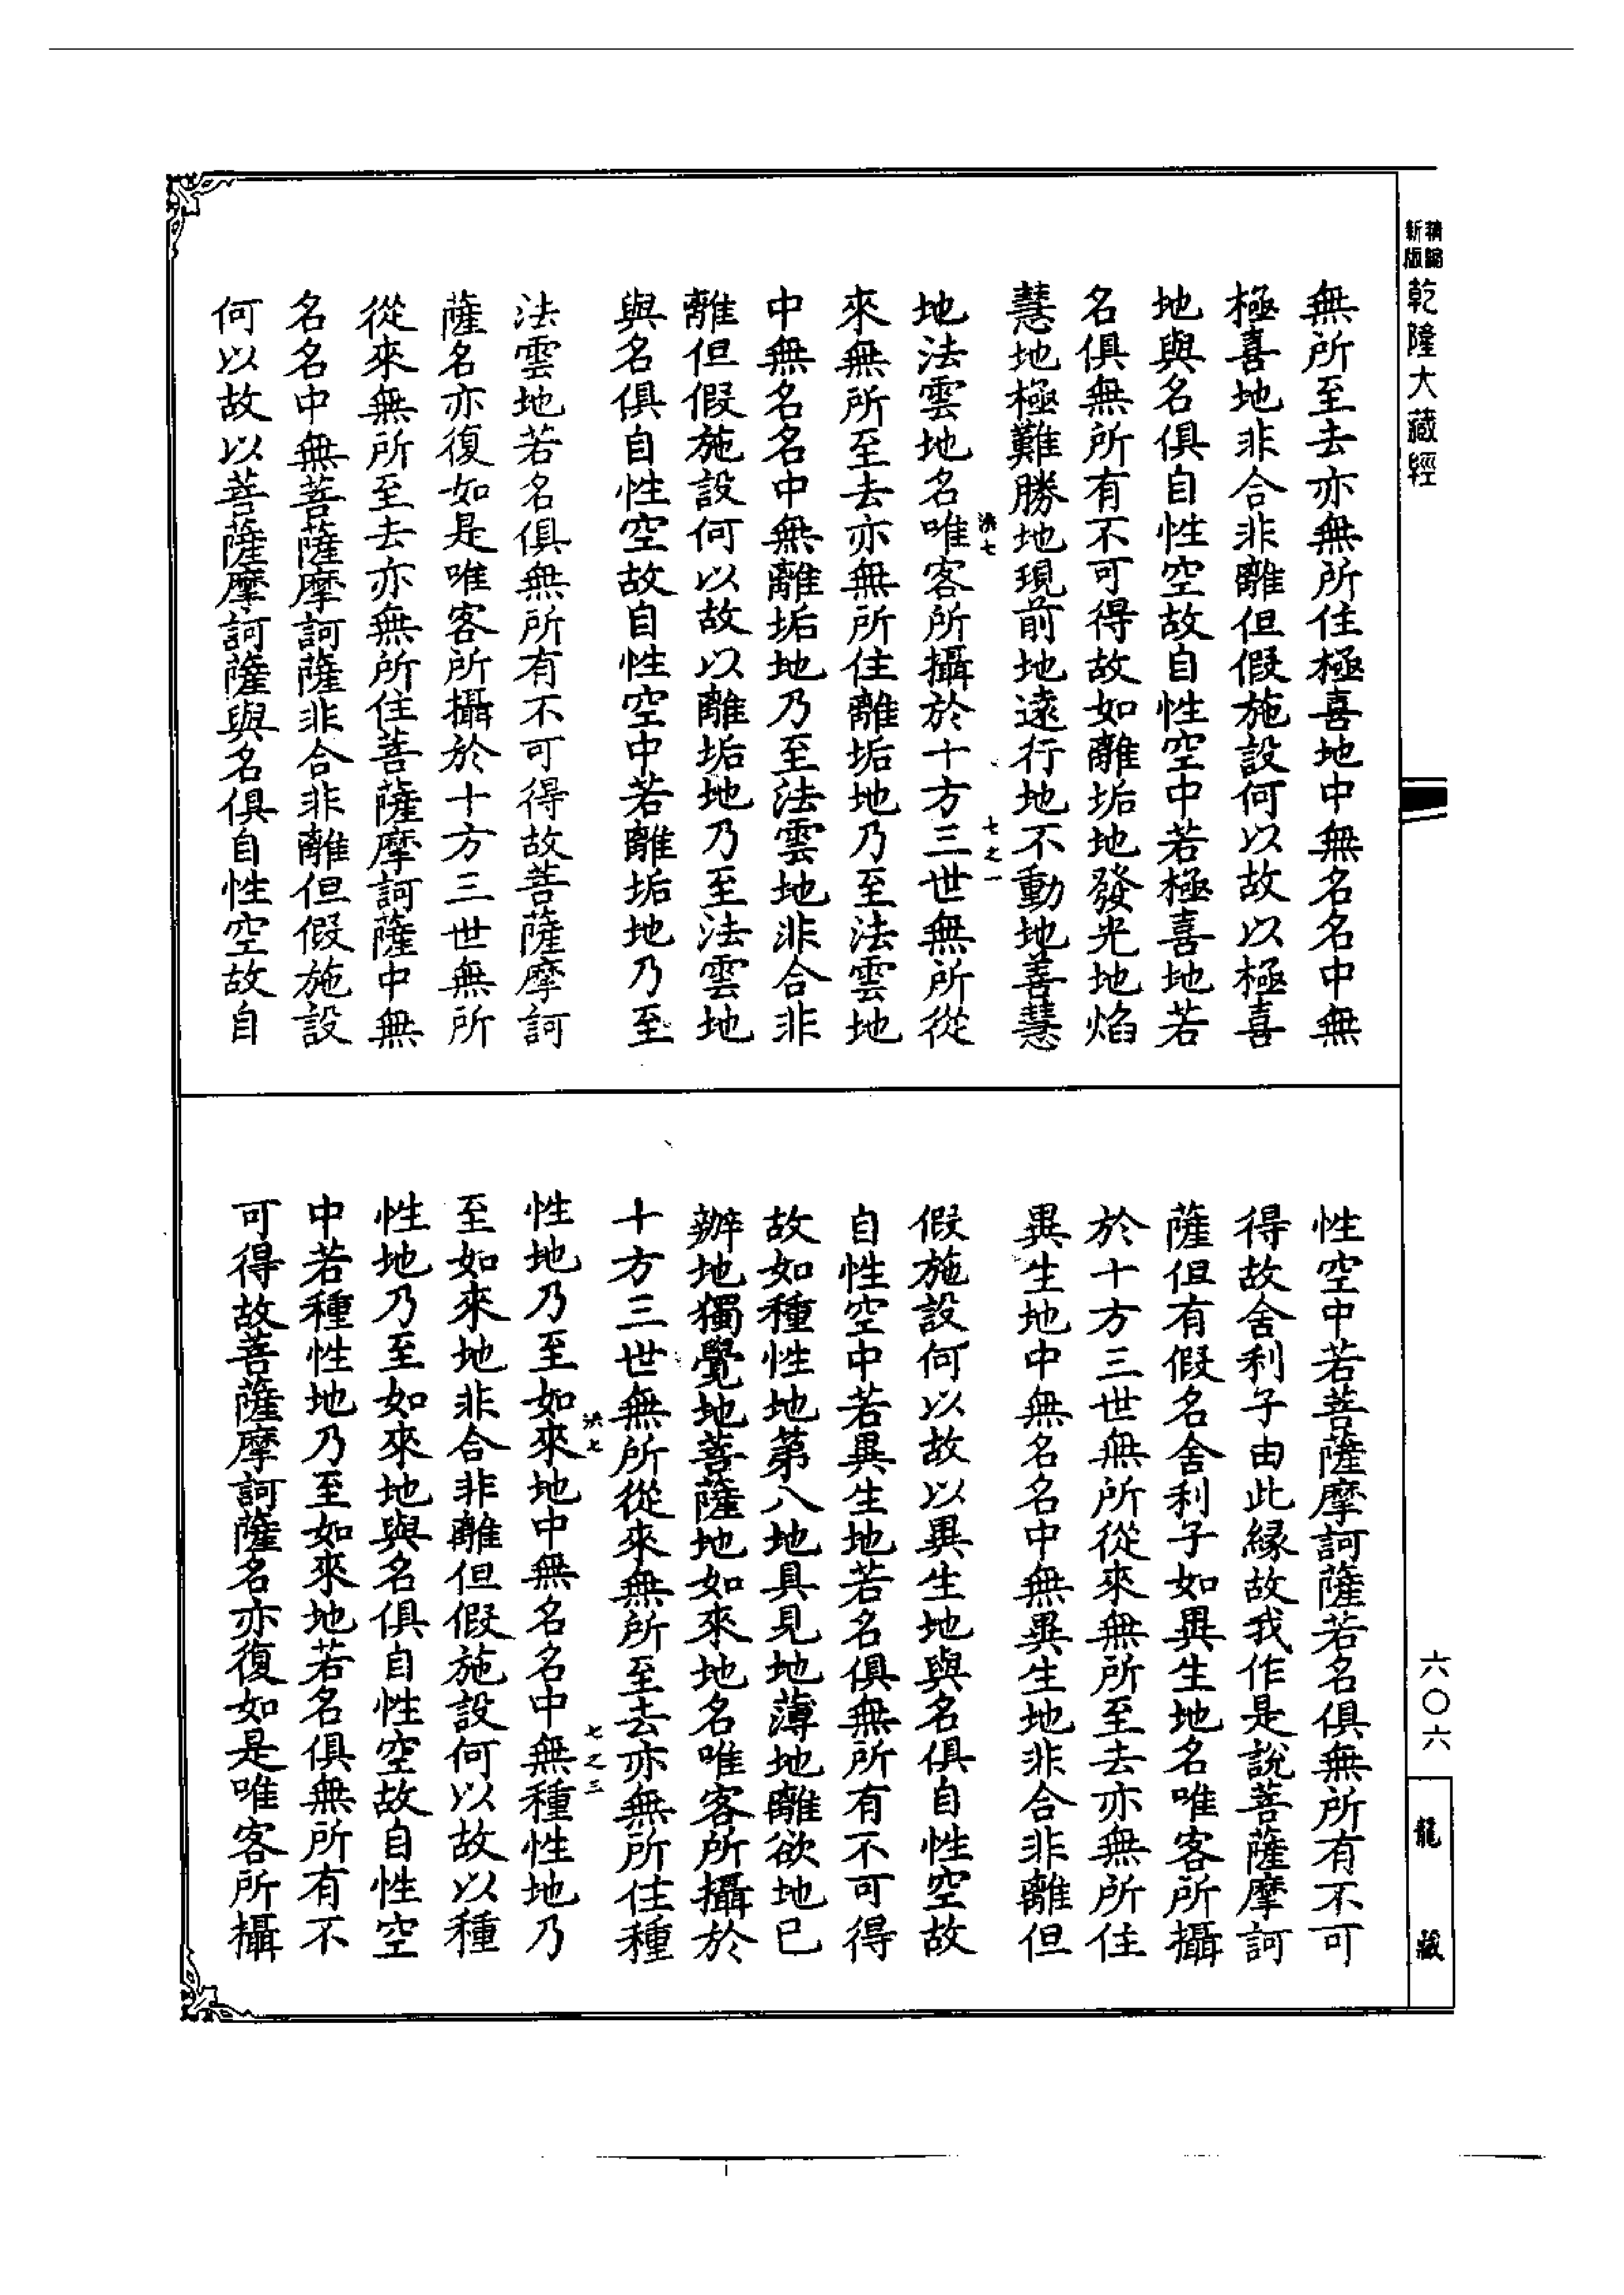 精縮新版乾隆大藏經
無所至去亦無所住極喜地中無名名中無
極喜地非合非離但假施設何以故以極喜
地與名俱自性空故自性空中若極喜地若
名俱無所有不可得故如離垢地發光地焰
慧地極難勝地現前地遠行地不動地善慧
洪七 七之一
地法雲地名唯客所攝於十方三世無所從
來無所至去亦無所住離垢地乃至法雲地
中無名名中無離垢地乃至法雲地非合非
離但假施設何以故以離垢地乃至法雲地
與名俱自性空故自性空中若離垢地乃至
法雲地若名俱無所有不可得故菩薩摩訶
薩名亦復如是唯客所攝於十方三世無所
從來無所至去亦無所住菩薩摩訶薩中無
名名中無菩薩摩訶薩非合非離但假施設
何以故以菩薩摩訶薩與名俱自性空故自
性空中若菩薩摩訶薩若名俱無所有不可
得故舍利子由此緣故我作是說菩薩摩訶
薩但有假名舍利子如異生地名唯客所攝
於十方三世無所從來無所至去亦無所住
異生地中無名名中無異生地非合非離但
假施設何以故以異生地與名俱自性空故
自性空中若異生地若名俱無所有不可得
故如種性地第八地具見地薄地離欲地已
辦地獨覺地菩薩地如來地名唯客所攝於
十方三世無所從來無所至去亦無所住種
洪七 七之三
性地乃至如來地中無名名中無種性地乃
至如來地非合非離但假施設何以故以種
性地乃至如來地與名俱自性空故自性空
中若種性地乃至如來地若名俱無所有不
可得故菩薩摩訶薩名亦復如是唯客所攝
六〇六
龍藏